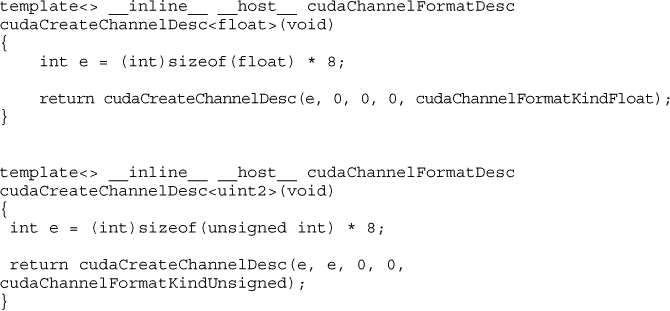 template<> __inline__ __host__ cudaChannelFormatDesc
cudaCreateChannelDesc<float>(void)
{
    int e = (int)sizeof(float) * 8;

    return cudaCreateChannelDesc(e, 0, 0, 0, cudaChannelFormatKindFloat);
}

template<> __inline__ __host__ cudaChannelFormatDesc
cudaCreateChannelDesc<uint2>(void)
{
 int e = (int)sizeof(unsigned int) * 8;

 return cudaCreateChannelDesc(e, e, 0, 0,
cudaChannelFormatKindUnsigned);
}